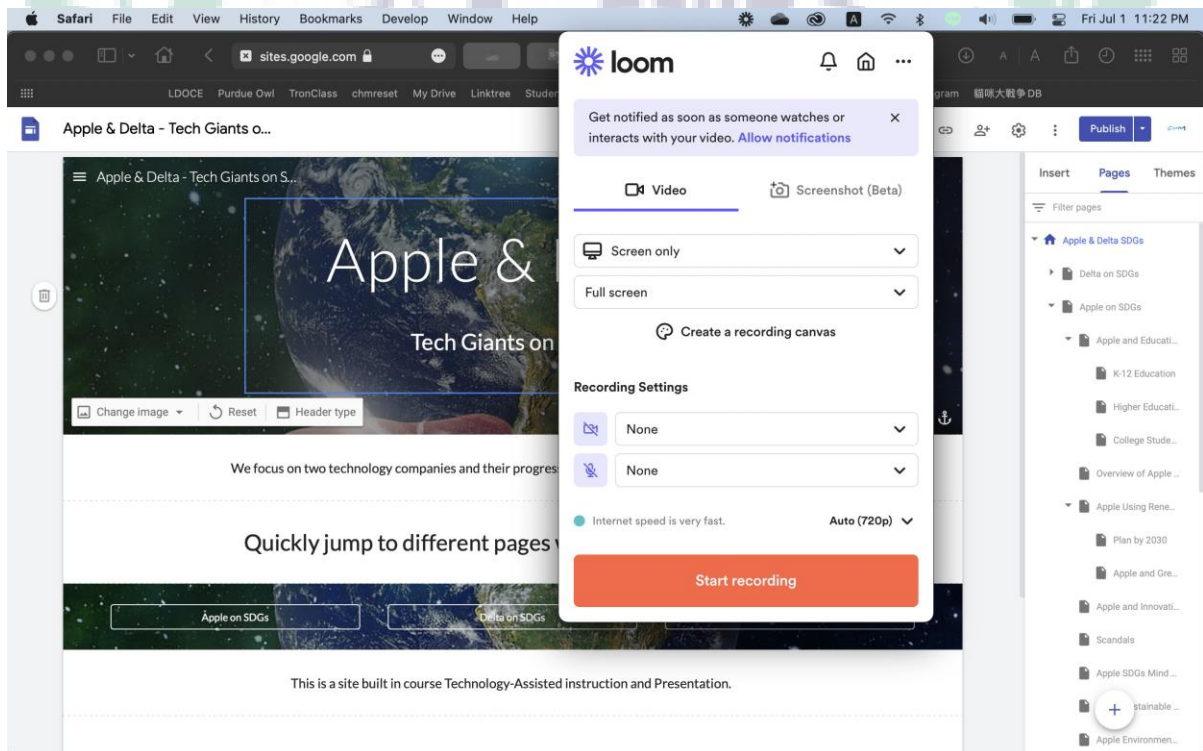 Safari File Edit View History Bookmarks Develop Window Help Fri Jul 1 11:22 PM
sites.google.com
LDOCE Purdue Owl TronClass chmreset My Drive Linktree Studen
gram 貓咪大戰争DB
Apple & Delta - Tech Giants o...
Publish
Apple & Delta - Tech Giants on S...
Apple &
Tech Giants on
Change image Reset Header type
We focus on two technology companies and their progres
Quickly jump to different pages
Apple on SDGs Delta on SDGs
This is a site built in course Technology-Assisted instruction and Presentation.
loom
Get notified as soon as someone watches or
interacts with your video. Allow notifications
Video Screenshot (Beta)
Screen only
Full screen
Create a recording canvas
Recording Settings
None
None
Internet speed is very fast. Auto (720p)
Start recording
Insert Pages Themes
Filter pages
Apple & Delta SDGs
Delta on SDGs
Apple on SDGs
Apple and Educati...
K-12 Education
Higher Educati...
College Stude...
Overview of Apple ...
Apple Using Rene...
Plan by 2030
Apple and Gre...
Apple and Innovati...
Scandals
Apple SDGs Mind ...
stainable ...
Apple Environmen...